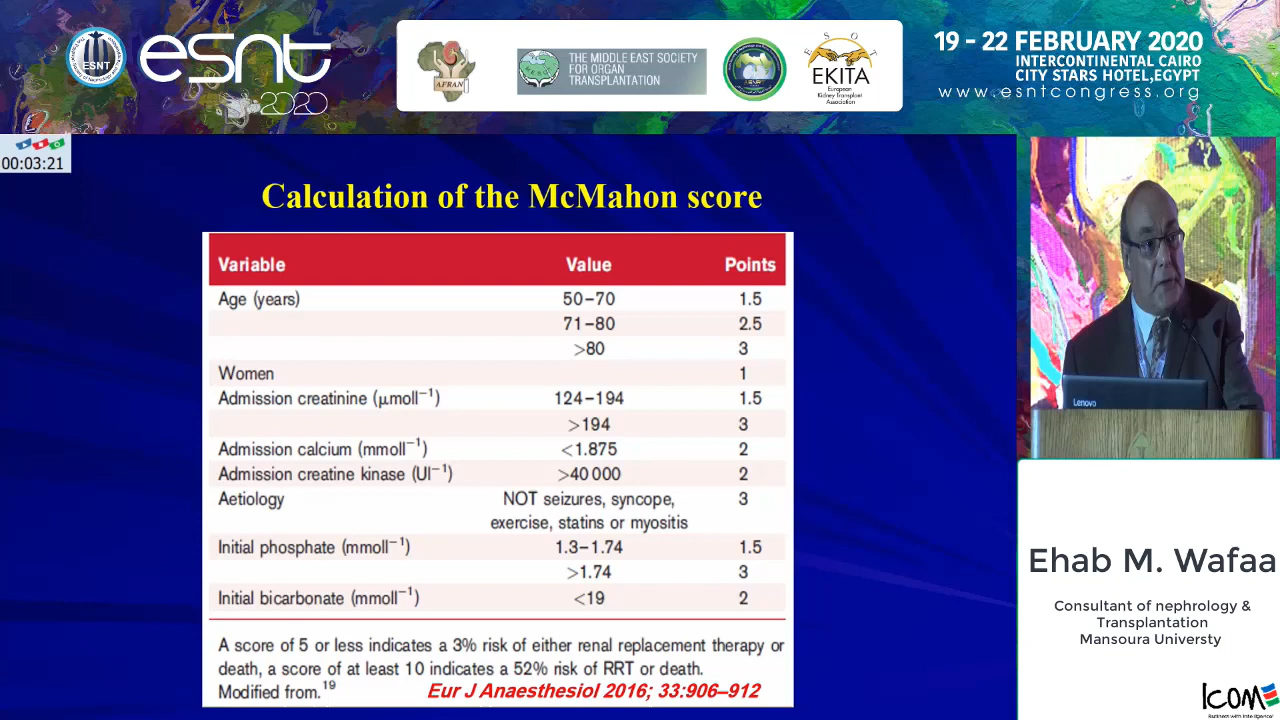 ESNT
esnt
2020
AFRAN
THE MIDDLE EAST SOCIETY
FOR ORGAN
TRANSPLANTATION
ESOT
EKITA
European
Kidney Transplant
Association
19 - 22 FEBRUARY 2020
INTERCONTINENTAL CAIRO
CITY STARS HOTEL,EGYPT
www.esntcongress.org
00:03:21
Calculation of the McMahon score
Variable Value Points
Age (years) 50–70 1.5
71–80 2.5
>80 3
Women 1
Admission creatinine (μmoll⁻¹) 124–194 1.5
>194 3
Admission calcium (mmoll⁻¹) <1.875 2
Admission creatine kinase (UI⁻¹) >40 000 2
Aetiology NOT seizures, syncope, 3
exercise, statins or myositis
Initial phosphate (mmoll⁻¹) 1.3–1.74 1.5
>1.74 3
Initial bicarbonate (mmoll⁻¹) <19 2
A score of 5 or less indicates a 3% risk of either renal replacement therapy or
death, a score of at least 10 indicates a 52% risk of RRT or death.
Modified from.¹⁹ Eur J Anaesthesiol 2016; 33:906–912
Lenovo
Ehab M. Wafaa
Consultant of nephrology &
Transplantation
Mansoura Universty
ICOM
Business with Intelligence!